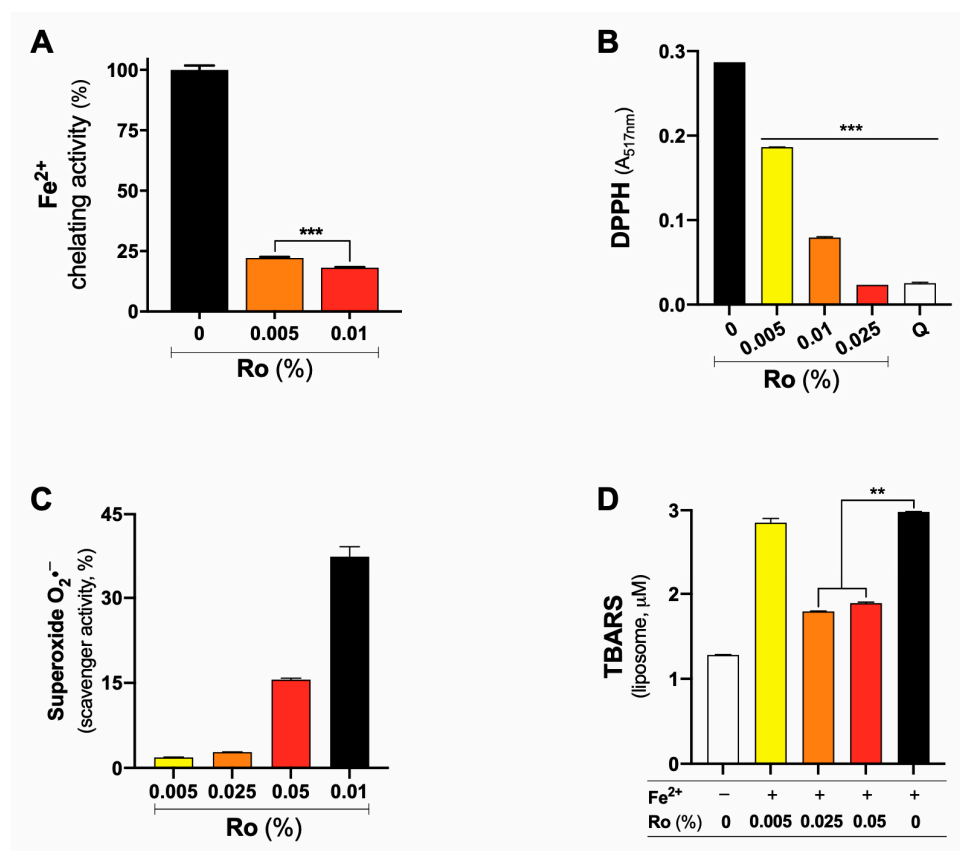 A
Fe²⁺
chelating activity (%)
100
75
50
25
0
***
0 0.005 0.01
Ro (%)
B
DPPH (A517nm)
0.3
0.2
0.1
0.0
***
0 0.005 0.01 0.025 Q
Ro (%)
C
Superoxide O₂•⁻
(scavenger activity, %)
45
30
15
0
0.005 0.025 0.05 0.01
Ro (%)
D
TBARS
(liposome, µM)
3
2
1
0
**
Fe²⁺ − + + + +
Ro (%) 0 0.005 0.025 0.05 0